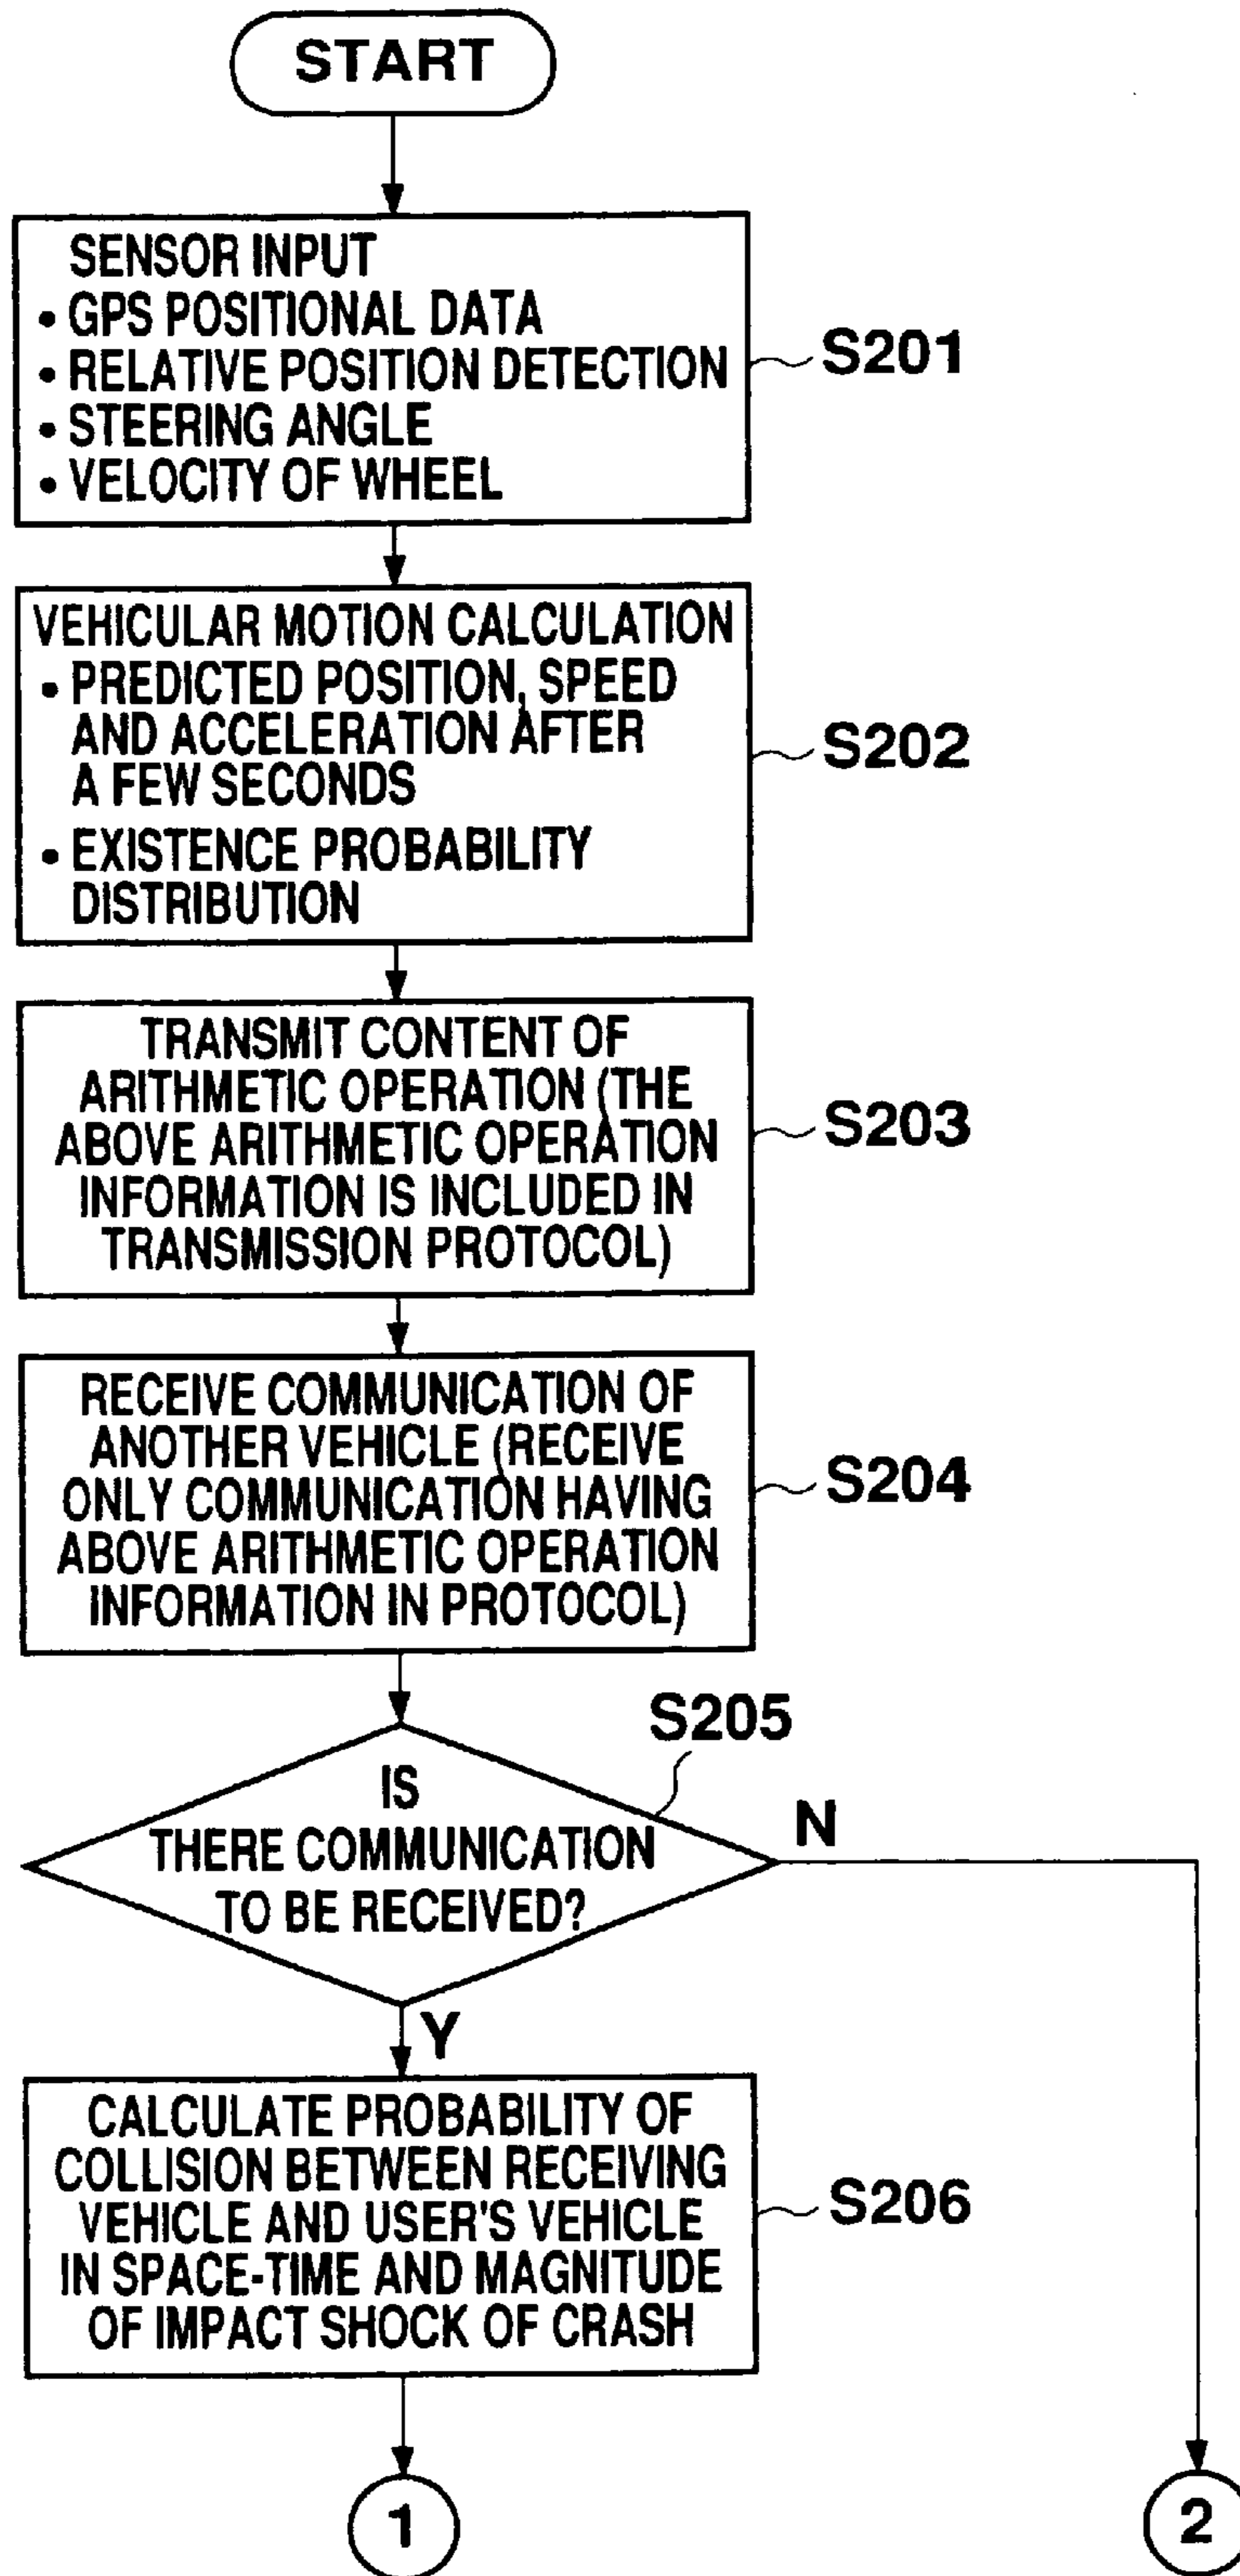 START
SENSOR INPUT
• GPS POSITIONAL DATA
• RELATIVE POSITION DETECTION
• STEERING ANGLE
• VELOCITY OF WHEEL
S201
VEHICULAR MOTION CALCULATION
• PREDICTED POSITION, SPEED
AND ACCELERATION AFTER
A FEW SECONDS
• EXISTENCE PROBABILITY
DISTRIBUTION
S202
TRANSMIT CONTENT OF
ARITHMETIC OPERATION (THE
ABOVE ARITHMETIC OPERATION
INFORMATION IS INCLUDED IN
TRANSMISSION PROTOCOL)
S203
RECEIVE COMMUNICATION OF
ANOTHER VEHICLE (RECEIVE
ONLY COMMUNICATION HAVING
ABOVE ARITHMETIC OPERATION
INFORMATION IN PROTOCOL)
S204
S205
IS
THERE COMMUNICATION
TO BE RECEIVED?
N
Y
CALCULATE PROBABILITY OF
COLLISION BETWEEN RECEIVING
VEHICLE AND USER'S VEHICLE
IN SPACE-TIME AND MAGNITUDE
OF IMPACT SHOCK OF CRASH
S206
1
2